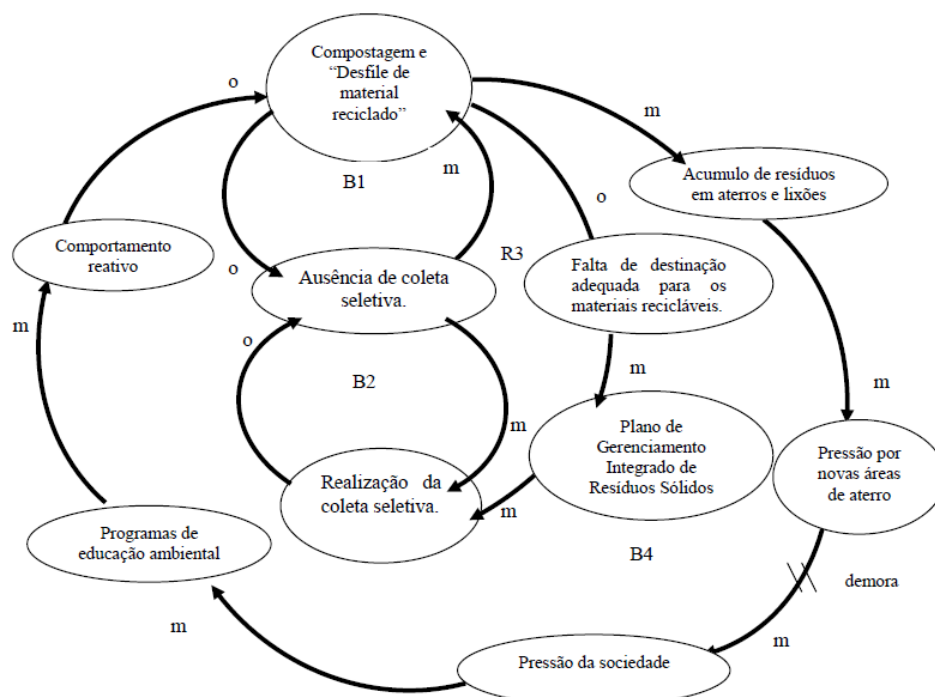 Compostagem e
“Desfile de
material
reciclado”
o
m
B1
m
Acumulo de resíduos
em aterros e lixões
o
Comportamento
reativo
o
Ausência de coleta
seletiva.
R3
Falta de destinação
adequada para os
materiais recicláveis.
m
o
B2
m
m
m
Plano de
Gerenciamento
Integrado de
Resíduos Sólidos
Pressão por
novas áreas
de aterro
Realização da
coleta seletiva.
m
Programas de
educação ambiental
B4
demora
m
m
Pressão da sociedade